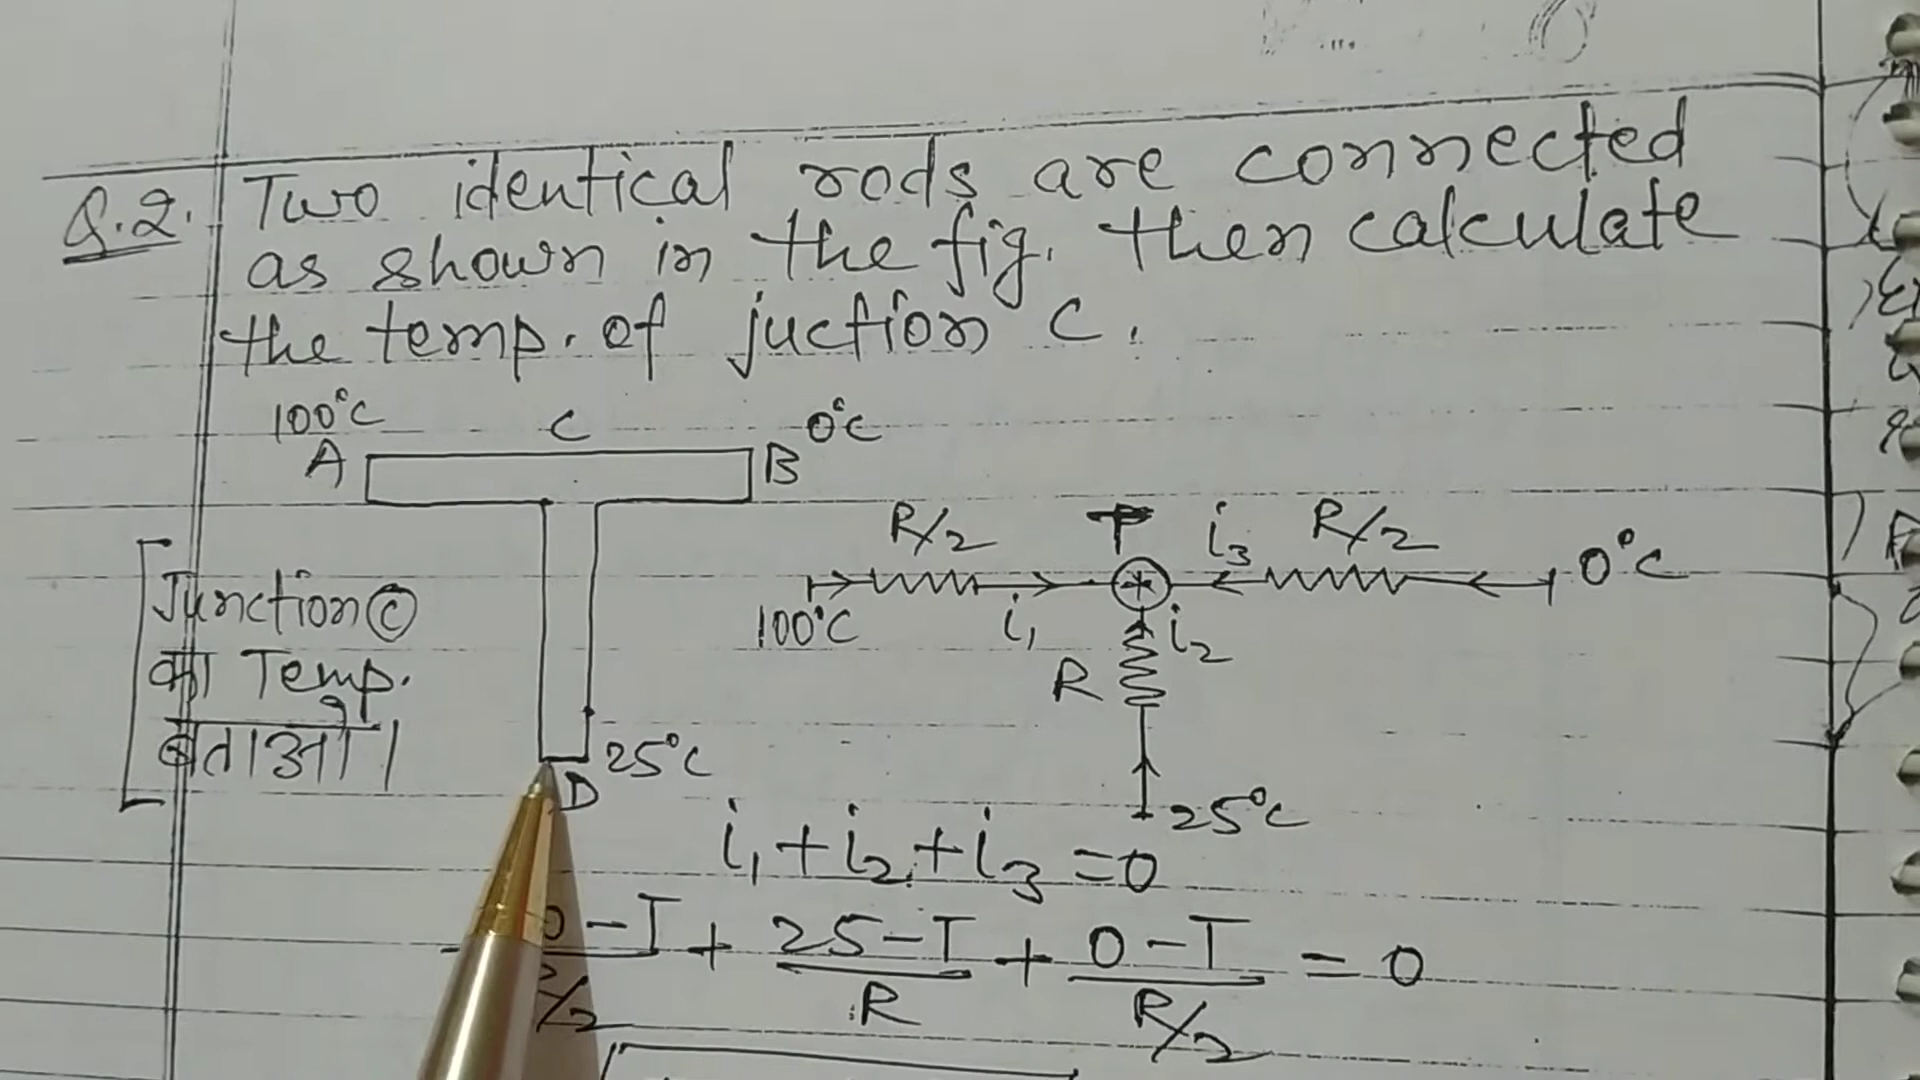 Q.2. Two identical rods are connected
as shown in the fig. then calculate
the temp. of juction C.
100°C C 0°C
A B
R/2 T i₃ R/2
100°C i₁ i₂ 0°C
R
Junction ©
का Temp.
बताओ।
25°C
D
25°C
i₁+i₂+i₃=0
0-T + 25-T + 0-T = 0
/2 R R/2